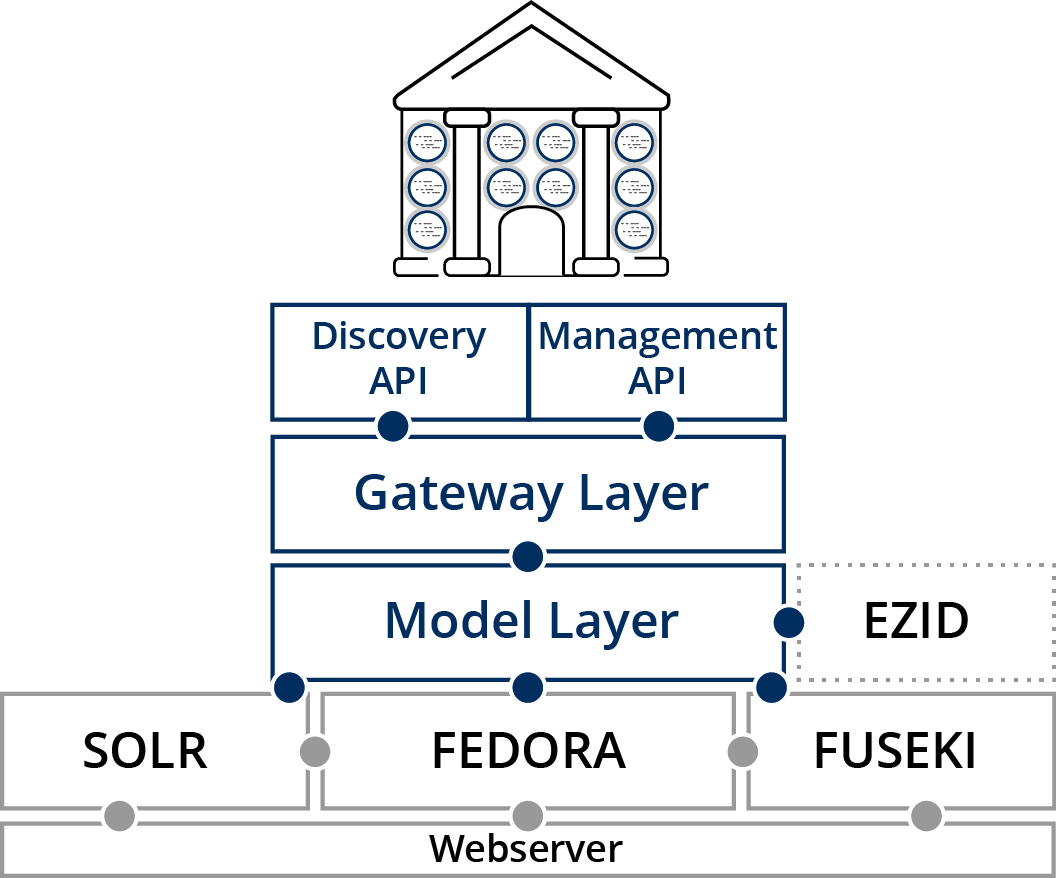 Discovery
API
Management
API
Gateway Layer
Model Layer
EZID
SOLR
FEDORA
FUSEKI
Webserver